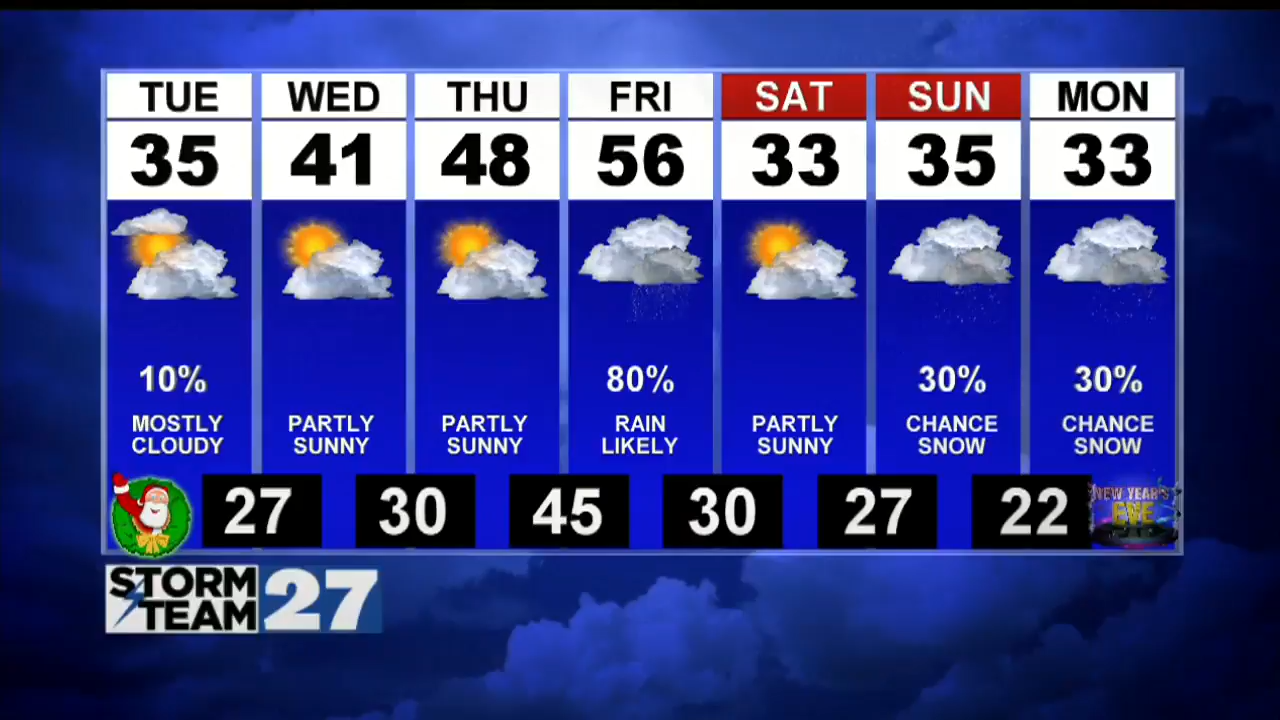 TUE WED THU FRI SAT SUN MON
35 41 48 56 33 35 33
10% 80% 30% 30%
MOSTLY PARTLY PARTLY RAIN PARTLY CHANCE CHANCE
CLOUDY SUNNY SUNNY LIKELY SUNNY SNOW SNOW
27 30 45 30 27 22
NEW YEAR'S
EVE
STORM
TEAM
27